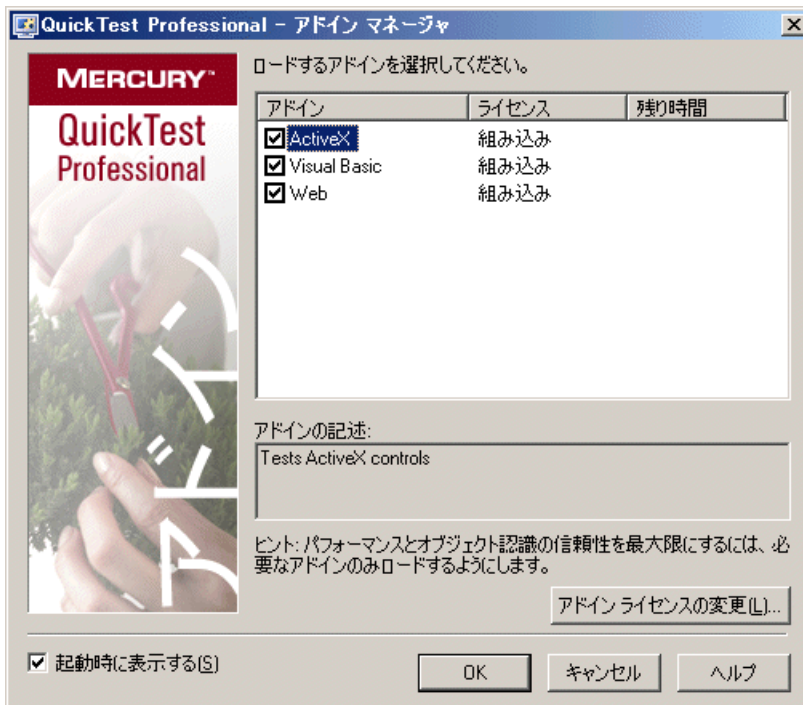 QuickTest Professional - アドイン マネージャ
MERCURY™
QuickTest
Professional
アドイン
ロードするアドインを選択してください。
アドイン ライセンス 残り時間
ActiveX 組み込み
Visual Basic 組み込み
Web 組み込み
アドインの記述:
Tests ActiveX controls
ヒント: パフォーマンスとオブジェクト認識の信頼性を最大限にするには、必
要なアドインのみロードするようにします。
アドイン ライセンスの変更(L)...
起動時に表示する(S)
OK キャンセル ヘルプ